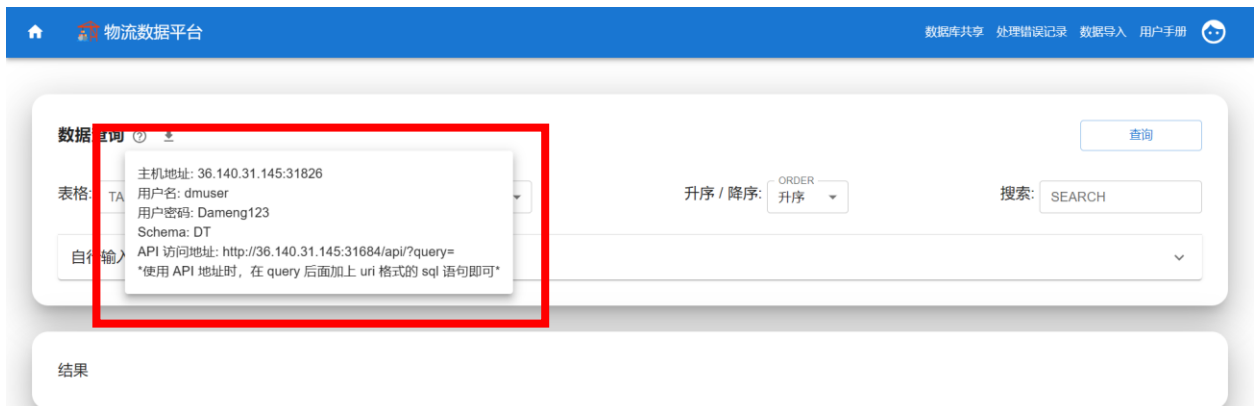 物流数据平台
数据库共享 处理错误记录 数据导入 用户手册
数据查询
查询
主机地址: 36.140.31.145:31826
用户名: dmuser
用户密码: Dameng123
Schema: DT
API 访问地址: http://36.140.31.145:31684/api/?query=
*使用 API 地址时，在 query 后面加上 uri 格式的 sql 语句即可*
表格: TA
升序 / 降序: ORDER 升序
搜索: SEARCH
自行输入
结果